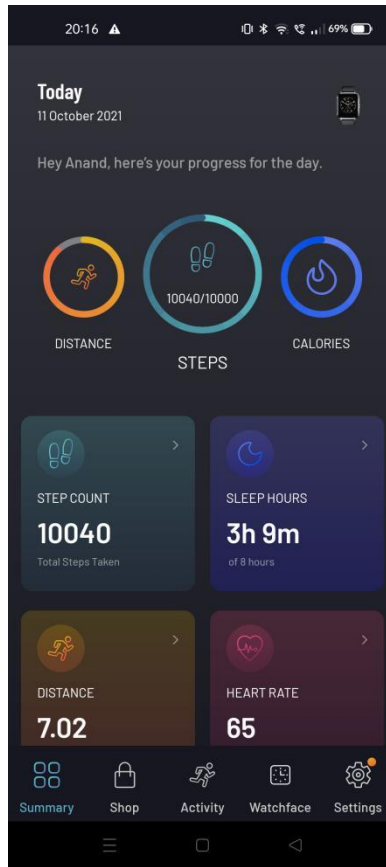 20:16
69%
Today
11 October 2021
Hey Anand, here's your progress for the day.
10040/10000
DISTANCE
STEPS
CALORIES
STEP COUNT
10040
Total Steps Taken
SLEEP HOURS
3h 9m
of 8 hours
DISTANCE
7.02
HEART RATE
65
Summary
Shop
Activity
Watchface
Settings